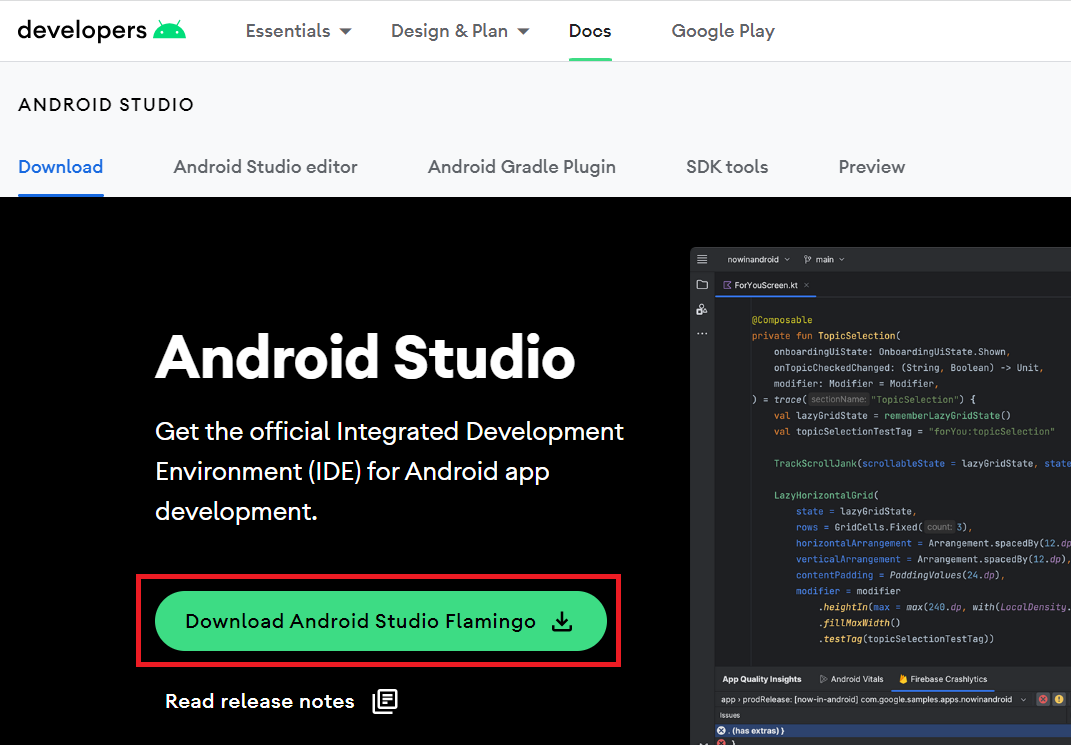 developers
Essentials
Design & Plan
Docs
Google Play
ANDROID STUDIO
Download
Android Studio editor
Android Gradle Plugin
SDK tools
Preview
Android Studio
Get the official Integrated Development
Environment (IDE) for Android app
development.
Download Android Studio Flamingo
Read release notes
nowinandroid
main
ForYouScreen.kt
@Composable
private fun TopicSelection(
onboardingUiState: OnboardingUiState.Shown,
onTopicCheckedChanged: (String, Boolean) -> Unit,
modifier: Modifier = Modifier,
) = trace( sectionName: "TopicSelection") {
val lazyGridState = rememberLazyGridState()
val topicSelectionTestTag = "forYou:topicSelection"
TrackScrollJank(scrollableState = lazyGridState, state
LazyHorizontalGrid(
state = lazyGridState,
rows = GridCells.Fixed( count: 3),
horizontalArrangement = Arrangement.spacedBy(12.dp
verticalArrangement = Arrangement.spacedBy(12.dp),
contentPadding = PaddingValues(24.dp),
modifier = modifier
.heightIn(max = max(240.dp, with(LocalDensity.
.fillMaxWidth()
.testTag(topicSelectionTestTag))
App Quality Insights
Android Vitals
Firebase Crashlytics
app › prodRelease: [now-in-android] com.google.samples.apps.nowinandroid
Issues
. (has extras) }
}